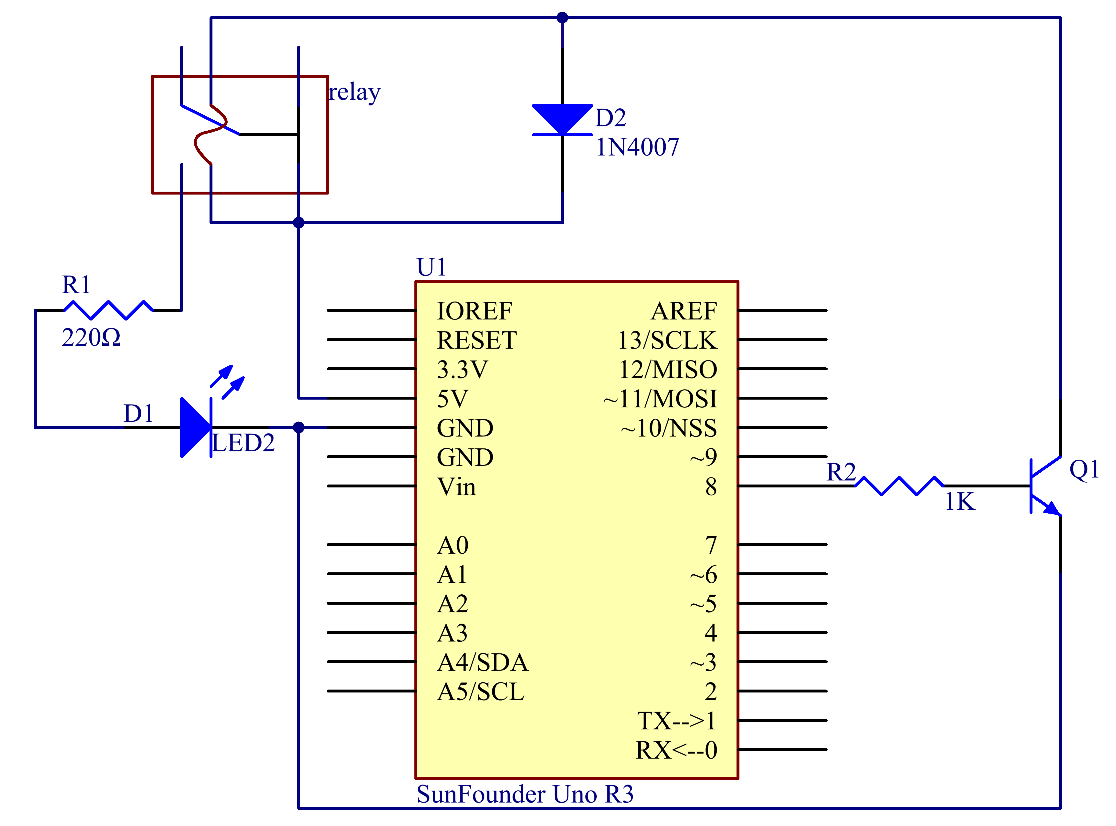 relay
D2
1N4007
U1
R1
220Ω
IOREF
AREF
RESET
13/SCLK
3.3V
12/MISO
5V
~11/MOSI
D1
GND
~10/NSS
LED2
GND
~9
Vin
8
R2
1K
Q1
A0
7
A1
~6
A2
~5
A3
4
A4/SDA
~3
A5/SCL
2
TX-->1
RX<--0
SunFounder Uno R3